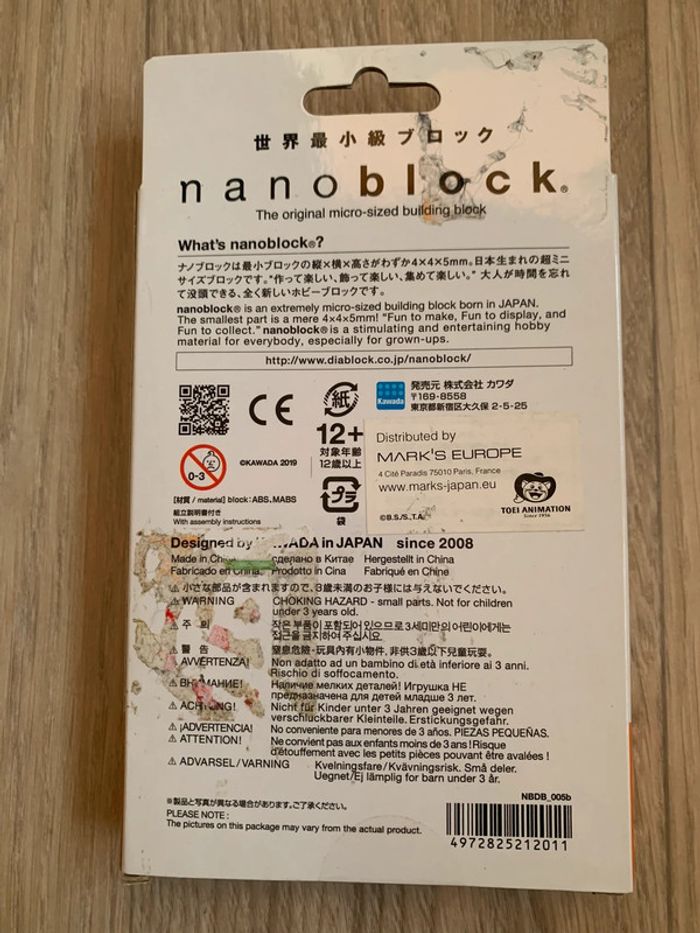 世界最小級ブロック
nanoblock®
The original micro-sized building block
What's nanoblock®?
ナノブロックは最小ブロックの縦×横×高さがわずか4×4×5mm。日本生まれの超ミニ
サイズブロックです。"作って楽しい、飾って楽しい、集めて楽しい。" 大人が時間を忘れ
て没頭できる、全く新しいホビーブロックです。
nanoblock® is an extremely micro-sized building block born in JAPAN.
The smallest part is a mere 4×4×5mm! "Fun to make, Fun to display, and
Fun to collect." nanoblock® is a stimulating and entertaining hobby
material for everybody, especially for grown-ups.
http://www.diablock.co.jp/nanoblock/
CE
紙
Kawada
発売元 株式会社 カワダ
〒169-8558
東京都新宿区大久保 2-5-25
0-3
©KAWADA 2019
12+
対象年齢
12歳以上
プラ
袋
Distributed by
MARK'S EUROPE
4 Cité Paradis 75010 Paris, France
www.marks-japan.eu
TOEI ANIMATION
Since 1956
©B.S./S.,T.A.
[材質 / material] block:ABS,MABS
組立説明書付き
With assembly instructions
Designed by KAWADA in JAPAN since 2008
Made in China сделано в Китае Hergestellt in China
Fabricado en China Prodotto in Cina Fabriqué en Chine
⚠ 小さな部品が含まれますので、3歳未満のお子様には与えないでください。
⚠ WARNING CHOKING HAZARD - small parts. Not for children
under 3 years old.
⚠ 주 의 작은 부품이 포함되어 있으므로 3세미만의 어린이에게는
접근을 금지하여 주십시요.
⚠ 警 告 窒息危險 - 玩具內有小物件, 非供3歲以下兒童玩耍。
⚠ AVVERTENZA! Non adatto ad un bambino di età inferiore ai 3 anni.
Rischio di soffocamento.
⚠ ВНИМАНИЕ! Наличие мелких деталей! Игрушка НЕ
предназначена для детей младше 3 лет.
⚠ ACHTUNG! Nicht für Kinder unter 3 Jahren geeignet wegen
verschluckbarer Kleinteile. Erstickungsgefahr.
⚠ ¡ADVERTENCIA! No conveniente para menores de 3 años. PIEZAS PEQUEÑAS.
⚠ ATTENTION! Ne convient pas aux enfants moins de 3 ans ! Risque
d'étouffement avec les petits pièces pouvant être avalées !
⚠ ADVARSEL/VARNING Kvelningsfare/Kvävningsrisk. Små deler.
Uegnet/Ej lämplig for barn under 3 år.
※製品と写真が異なる場合があります。ご了承ください。
PLEASE NOTE :
The pictures on this package may vary from the actual product.
NBDB_005b
4972825212011